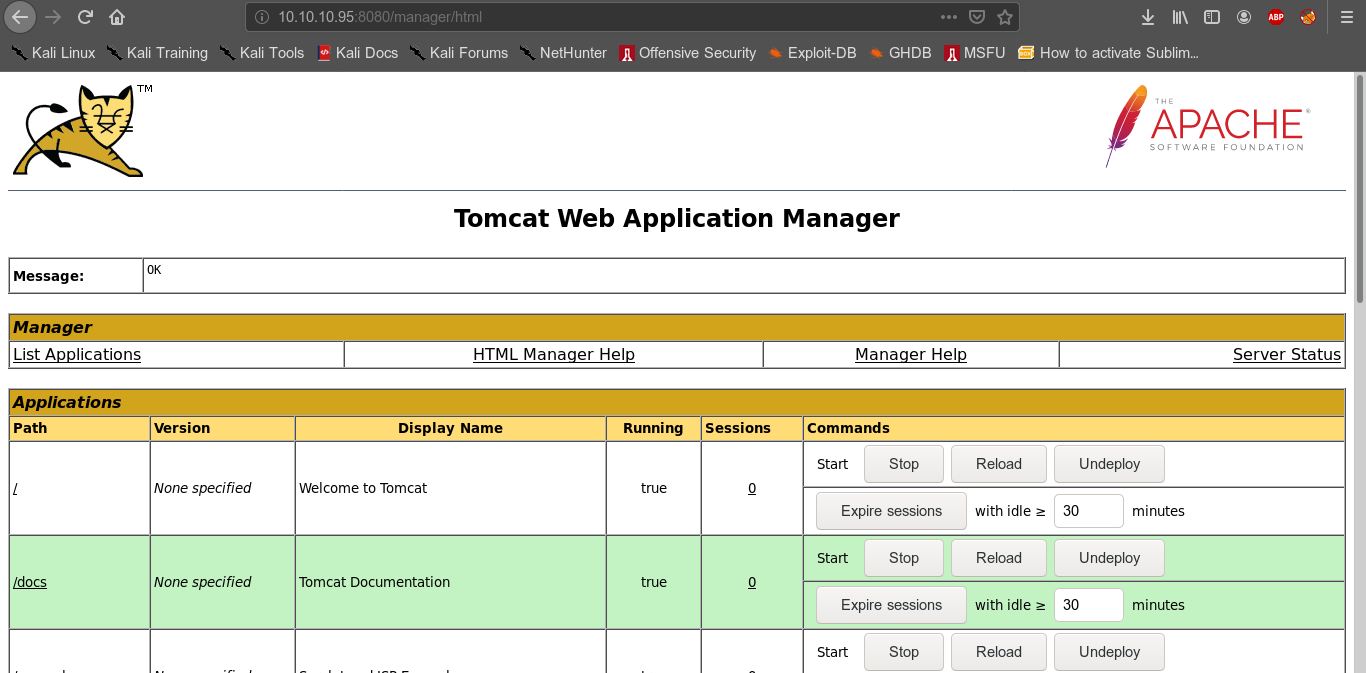 10.10.10.95:8080/manager/html
Kali Linux Kali Training Kali Tools Kali Docs Kali Forums NetHunter Offensive Security Exploit-DB GHDB MSFU How to activate Sublim...
ABP
TM
THE
APACHE®
SOFTWARE FOUNDATION
Tomcat Web Application Manager
Message: OK
Manager
List Applications HTML Manager Help Manager Help Server Status
Applications
Path Version Display Name Running Sessions Commands
Start Stop Reload Undeploy
/ None specified Welcome to Tomcat true 0
Expire sessions with idle ≥ 30 minutes
Start Stop Reload Undeploy
/docs None specified Tomcat Documentation true 0
Expire sessions with idle ≥ 30 minutes
Start Stop Reload Undeploy